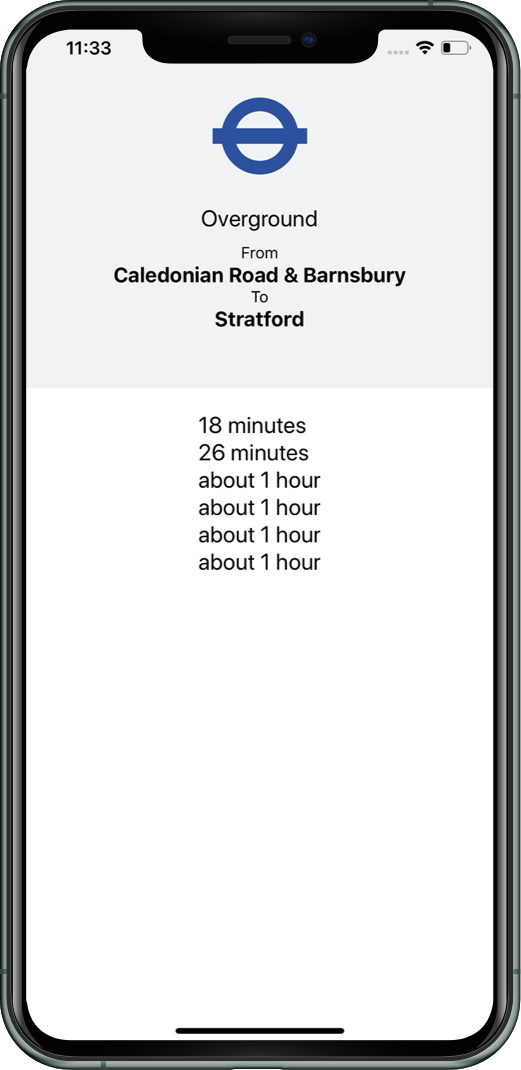 11:33
Overground
From
Caledonian Road & Barnsbury
To
Stratford
18 minutes
26 minutes
about 1 hour
about 1 hour
about 1 hour
about 1 hour